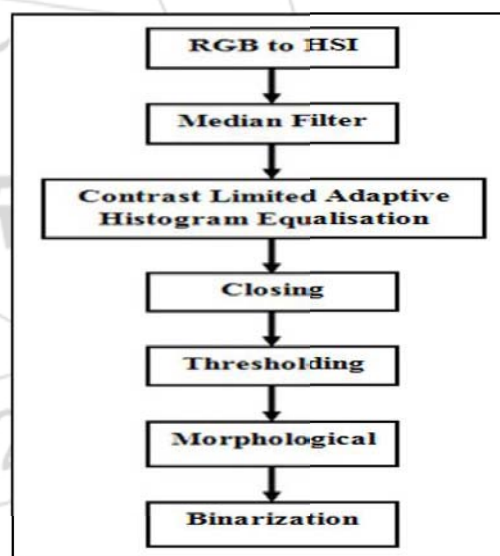 RGB to HSI
Median Filter
Contrast Limited Adaptive
Histogram Equalisation
Closing
Thresholding
Morphological
Binarization